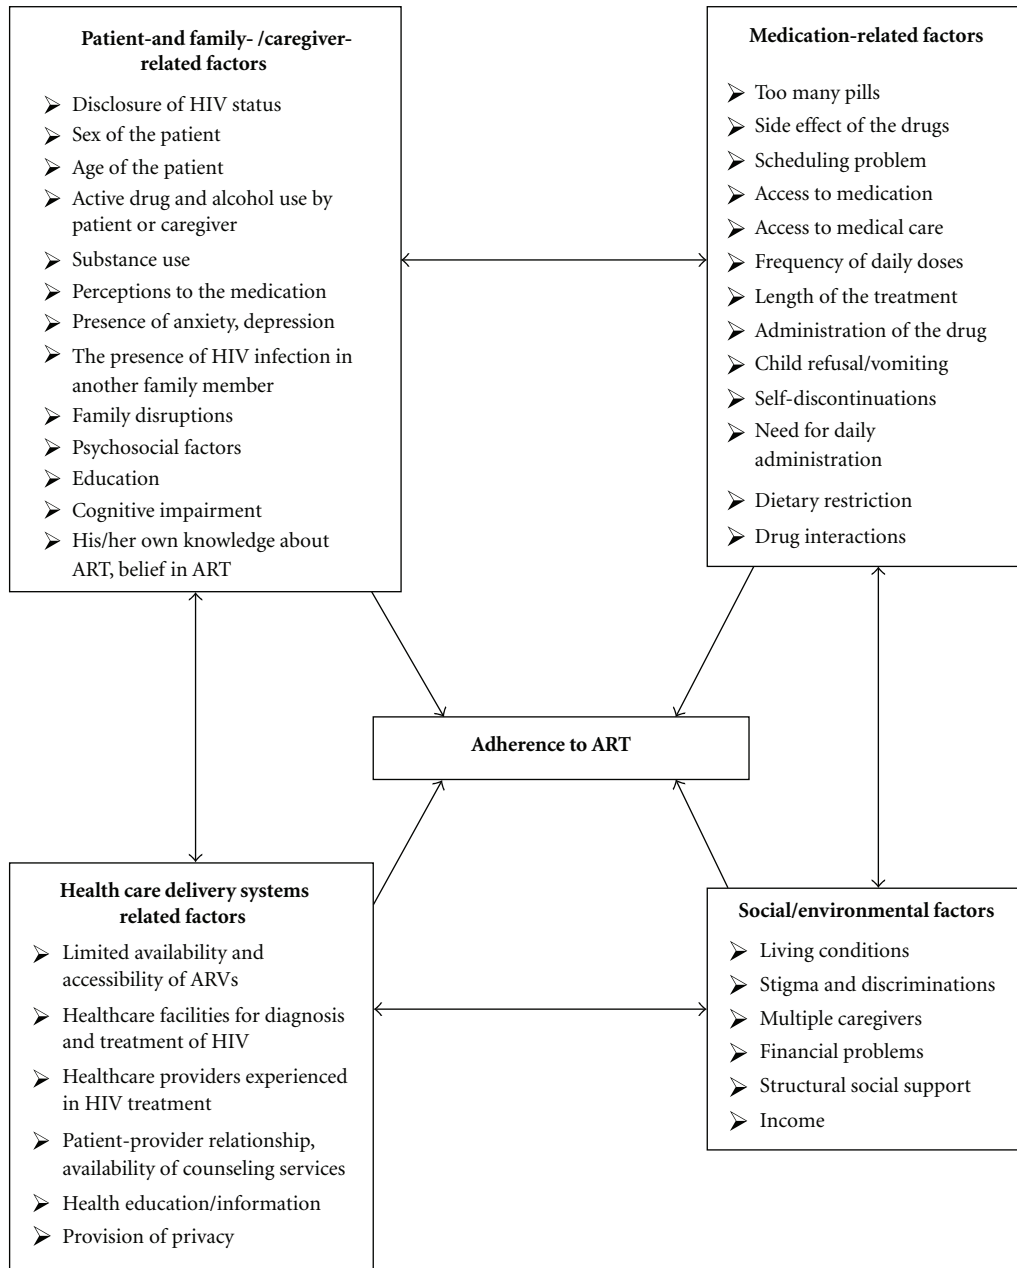 Patient-and family- /caregiver-
related factors
➢ Disclosure of HIV status
➢ Sex of the patient
➢ Age of the patient
➢ Active drug and alcohol use by
patient or caregiver
➢ Substance use
➢ Perceptions to the medication
➢ Presence of anxiety, depression
➢ The presence of HIV infection in
another family member
➢ Family disruptions
➢ Psychosocial factors
➢ Education
➢ Cognitive impairment
➢ His/her own knowledge about
ART, belief in ART
Medication-related factors
➢ Too many pills
➢ Side effect of the drugs
➢ Scheduling problem
➢ Access to medication
➢ Access to medical care
➢ Frequency of daily doses
➢ Length of the treatment
➢ Administration of the drug
➢ Child refusal/vomiting
➢ Self-discontinuations
➢ Need for daily
administration
➢ Dietary restriction
➢ Drug interactions
Adherence to ART
Health care delivery systems
related factors
➢ Limited availability and
accessibility of ARVs
➢ Healthcare facilities for diagnosis
and treatment of HIV
➢ Healthcare providers experienced
in HIV treatment
➢ Patient-provider relationship,
availability of counseling services
➢ Health education/information
➢ Provision of privacy
Social/environmental factors
➢ Living conditions
➢ Stigma and discriminations
➢ Multiple caregivers
➢ Financial problems
➢ Structural social support
➢ Income